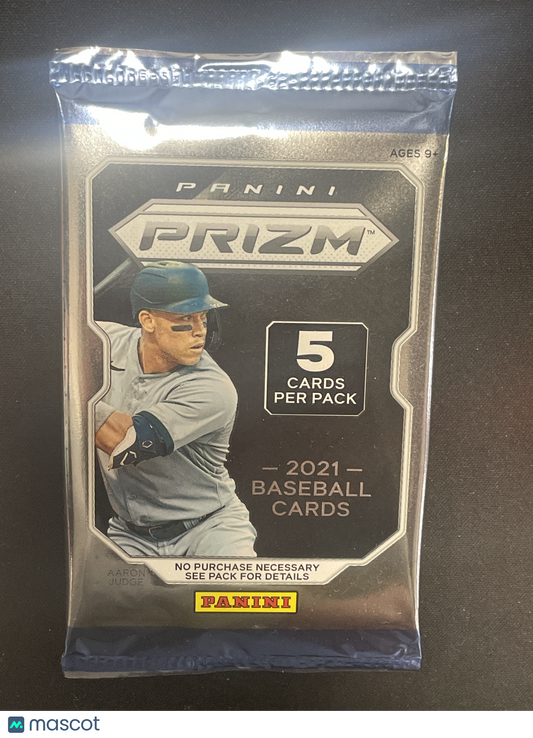 AGES 9+
PANINI
PRIZM™
5
CARDS
PER PACK
— 2021 —
BASEBALL
CARDS
AARON
JUDGE
NO PURCHASE NECESSARY
SEE PACK FOR DETAILS
PANINI
mascot